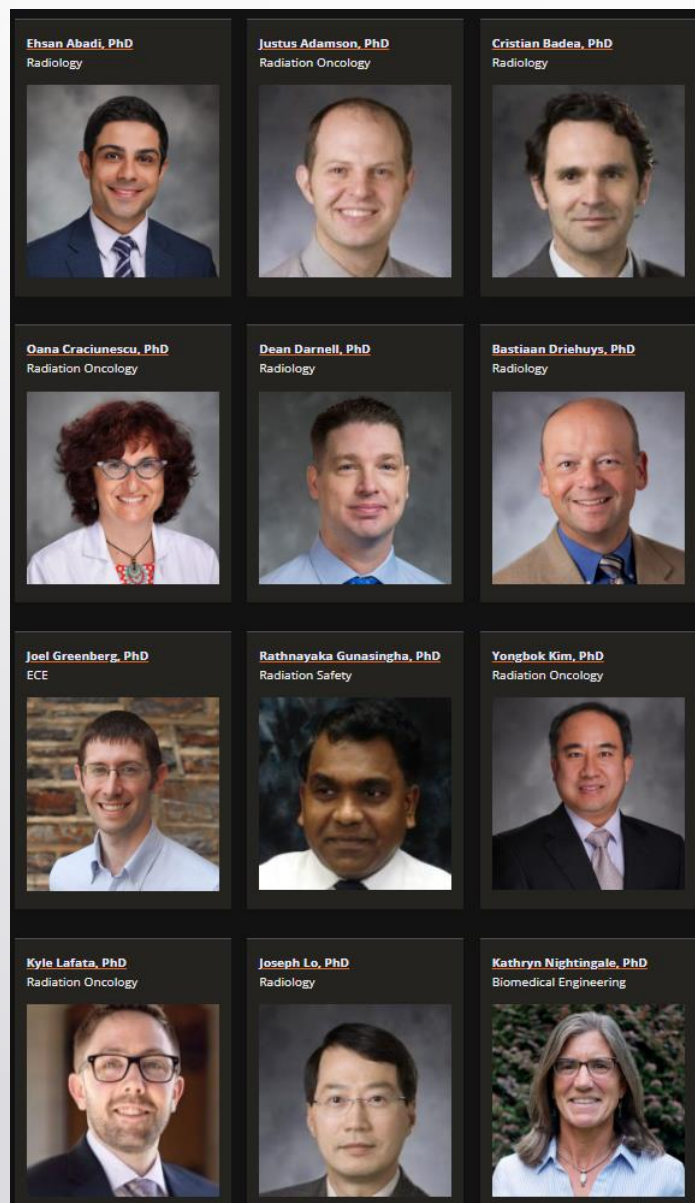 Ehsan Abadi, PhD
Radiology
Justus Adamson, PhD
Radiation Oncology
Cristian Badea, PhD
Radiology
Oana Craciunescu, PhD
Radiation Oncology
Dean Darnell, PhD
Radiology
Bastiaan Driehuys, PhD
Radiology
Joel Greenberg, PhD
ECE
Rathnayaka Gunasingha, PhD
Radiation Safety
Yongbok Kim, PhD
Radiation Oncology
Kyle Lafata, PhD
Radiation Oncology
Joseph Lo, PhD
Radiology
Kathryn Nightingale, PhD
Biomedical Engineering